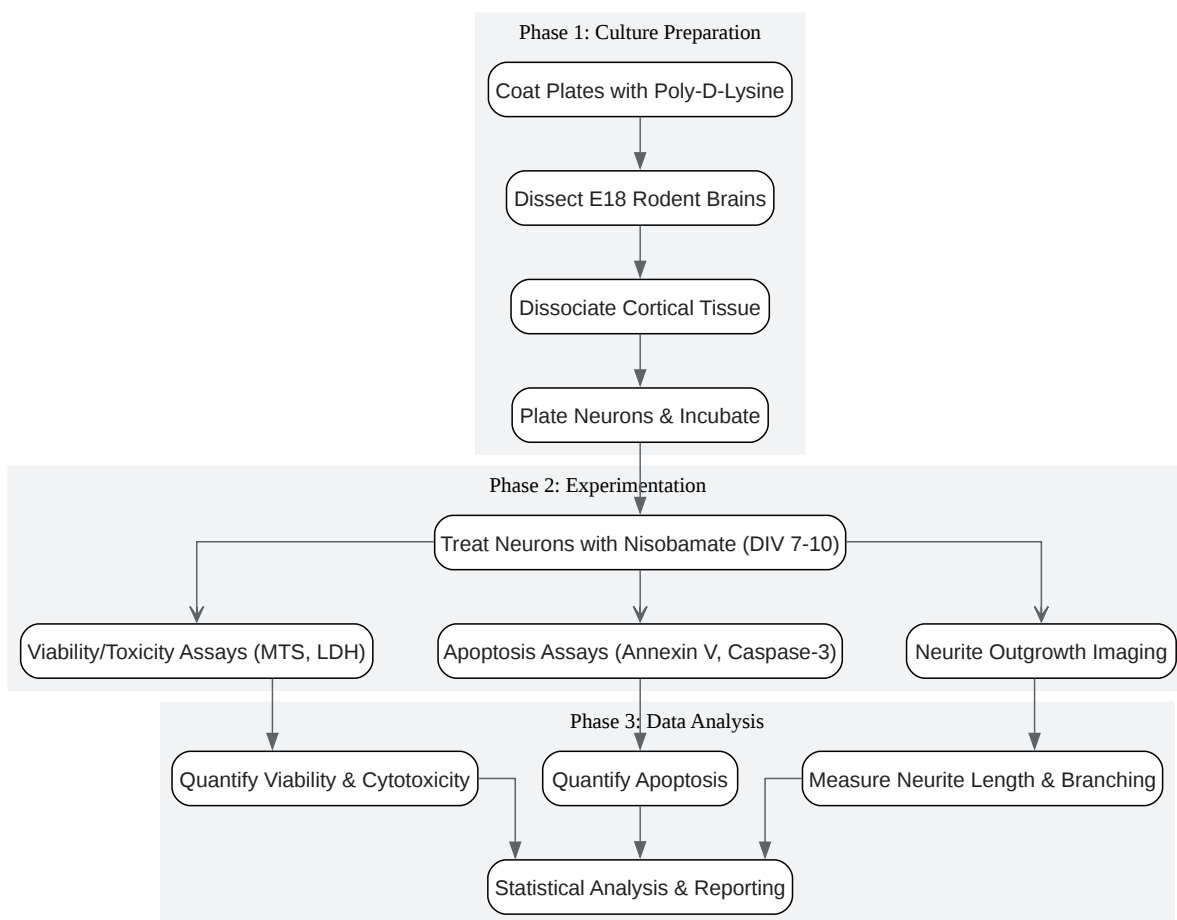 Phase 1: Culture Preparation
Coat Plates with Poly-D-Lysine
Dissect E18 Rodent Brains
Dissociate Cortical Tissue
Plate Neurons & Incubate
Phase 2: Experimentation
Treat Neurons with Nisobamate (DIV 7-10)
Viability/Toxicity Assays (MTS, LDH)
Apoptosis Assays (Annexin V, Caspase-3)
Neurite Outgrowth Imaging
Phase 3: Data Analysis
Quantify Viability & Cytotoxicity
Quantify Apoptosis
Measure Neurite Length & Branching
Statistical Analysis & Reporting